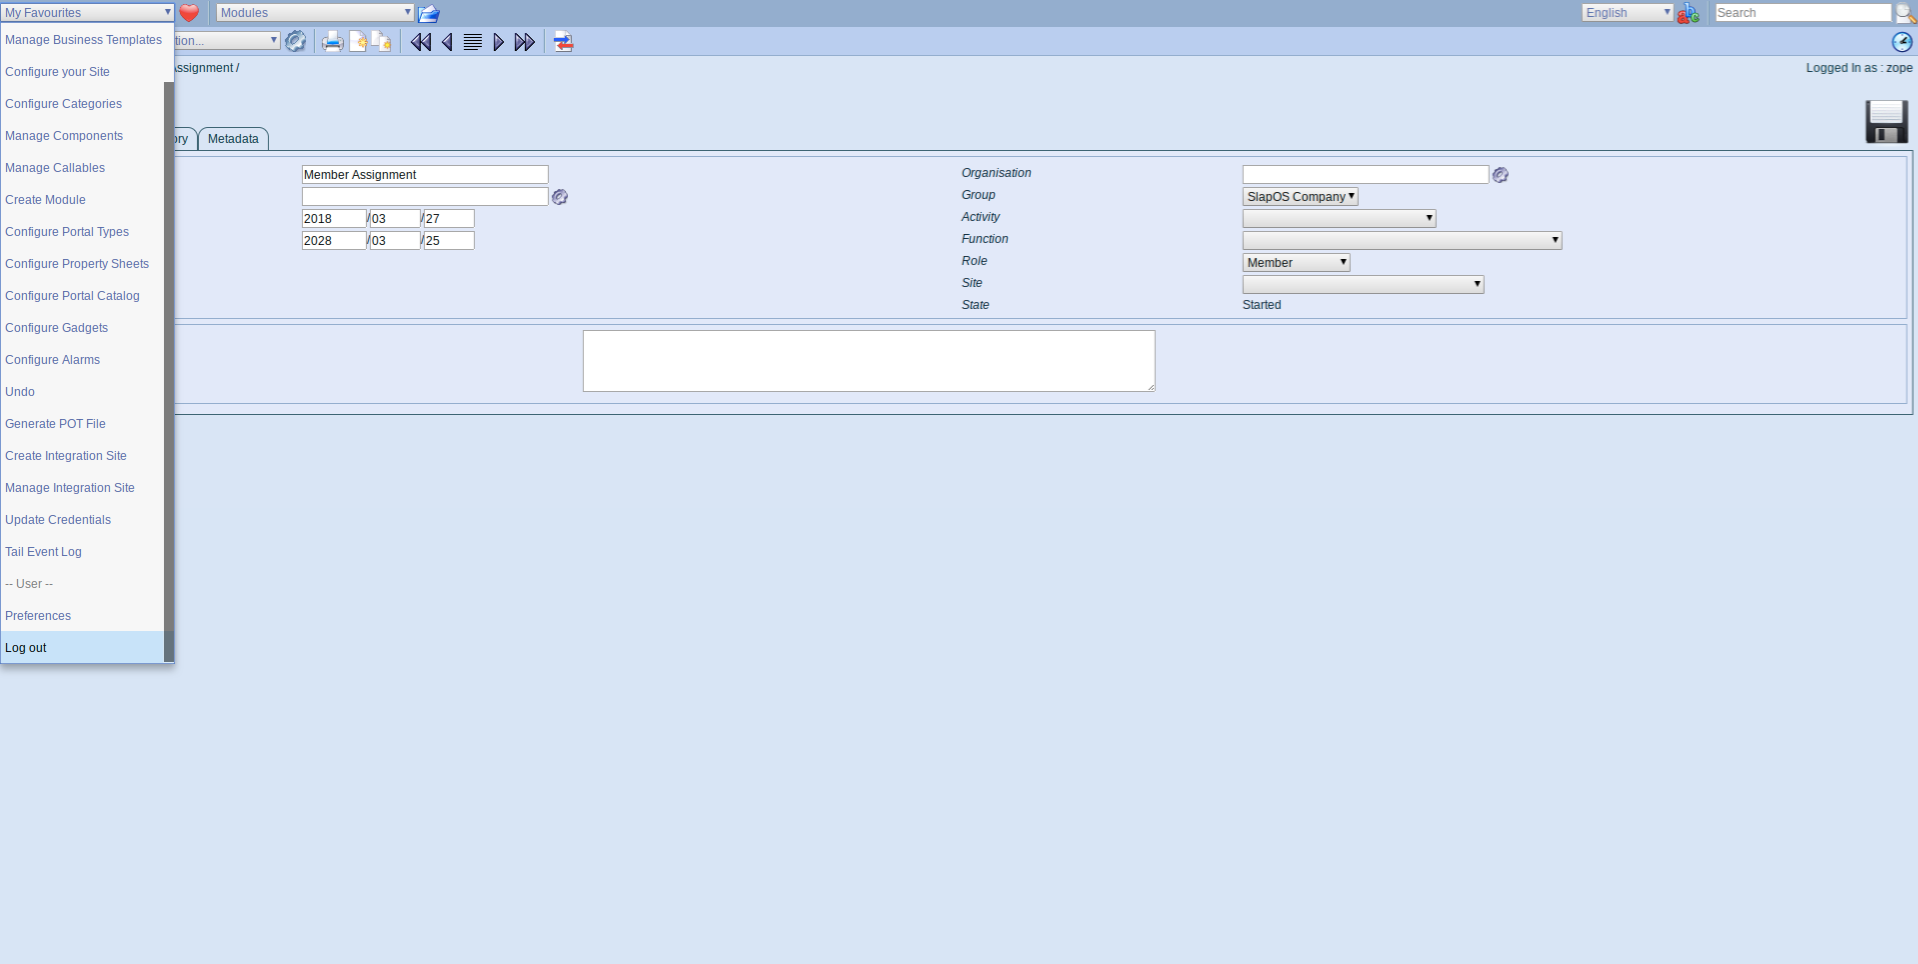 My Favourites
Modules
English
Search
Manage Business Templates
tion...
Configure your Site
Assignment /
Logged In as : zope
Configure Categories
Manage Components
ory
Metadata
Manage Callables
Member Assignment
Organisation
Create Module
Group
SlapOS Company
Configure Portal Types
2018 / 03 / 27
Activity
Configure Property Sheets
2028 / 03 / 25
Function
Role
Member
Configure Portal Catalog
Site
State
Started
Configure Gadgets
Configure Alarms
Undo
Generate POT File
Create Integration Site
Manage Integration Site
Update Credentials
Tail Event Log
-- User --
Preferences
Log out